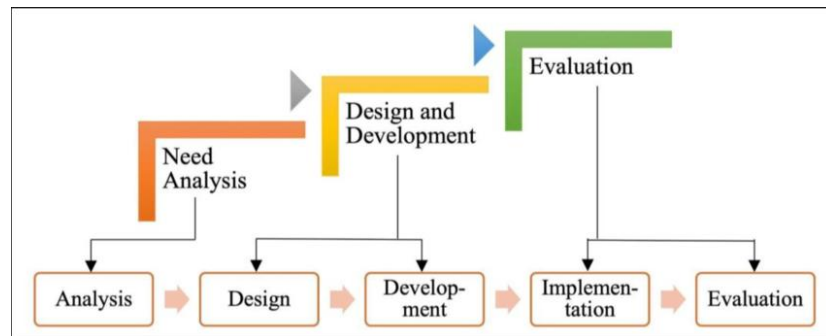 Evaluation
Design and
Development
Need
Analysis
Analysis
Design
Develop-
ment
Implemen-
tation
Evaluation